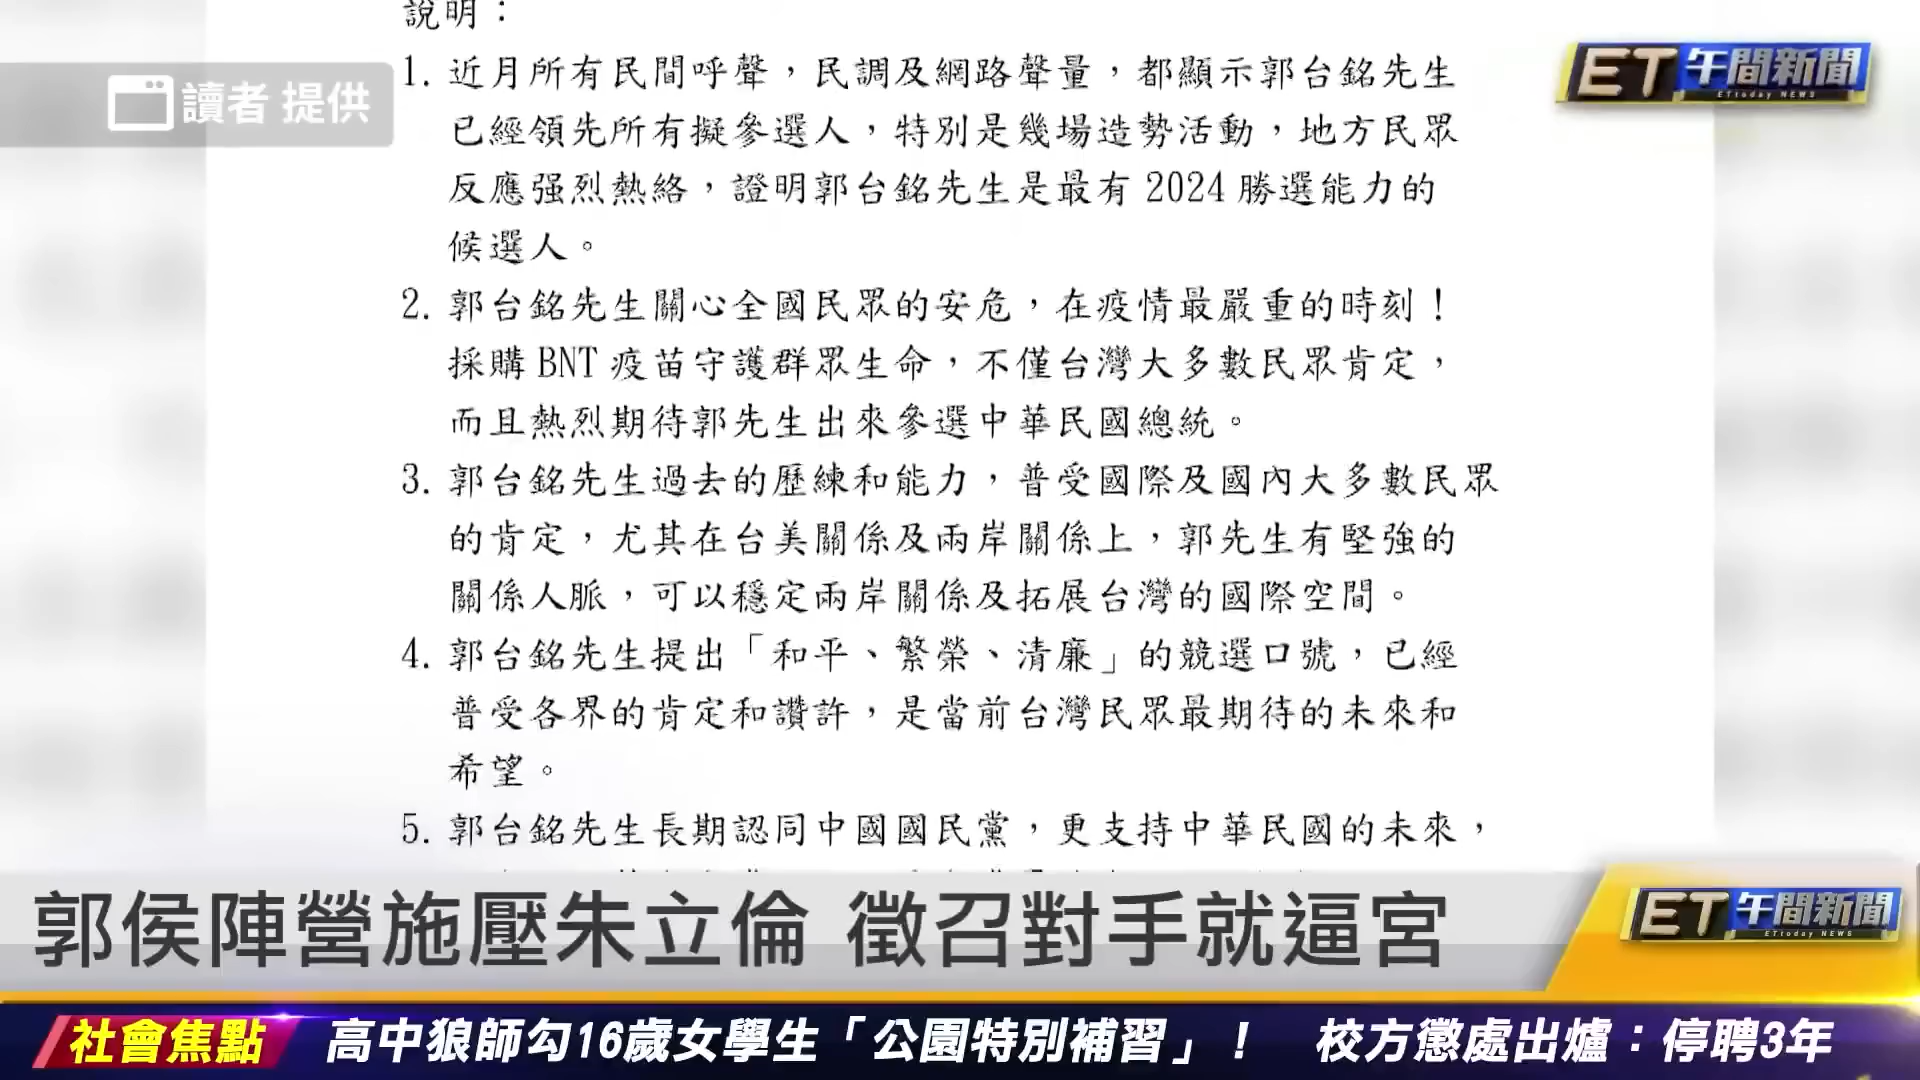 說明：
讀者 提供
ET午間新聞
ETtoday NEWS
1. 近月所有民間呼聲，民調及網路聲量，都顯示郭台銘先生
已經領先所有擬參選人，特別是幾場造勢活動，地方民眾
反應强烈熱絡，證明郭台銘先生是最有 2024 勝選能力的
候選人。
2. 郭台銘先生關心全國民眾的安危，在疫情最嚴重的時刻！
採購 BNT 疫苗守護群眾生命，不僅台灣大多數民眾肯定，
而且熱烈期待郭先生出來參選中華民國總統。
3. 郭台銘先生過去的歷練和能力，普受國際及國內大多數民眾
的肯定，尤其在台美關係及兩岸關係上，郭先生有堅強的
關係人脈，可以穩定兩岸關係及拓展台灣的國際空間。
4. 郭台銘先生提出「和平、繁榮、清廉」的競選口號，已經
普受各界的肯定和讚許，是當前台灣民眾最期待的未來和
希望。
5. 郭台銘先生長期認同中國國民黨，更支持中華民國的未來，
郭侯陣營施壓朱立倫 徵召對手就逼宮
ET午間新聞
ETtoday NEWS
社會焦點
高中狼師勾16歲女學生「公園特別補習」！ 校方懲處出爐：停聘3年